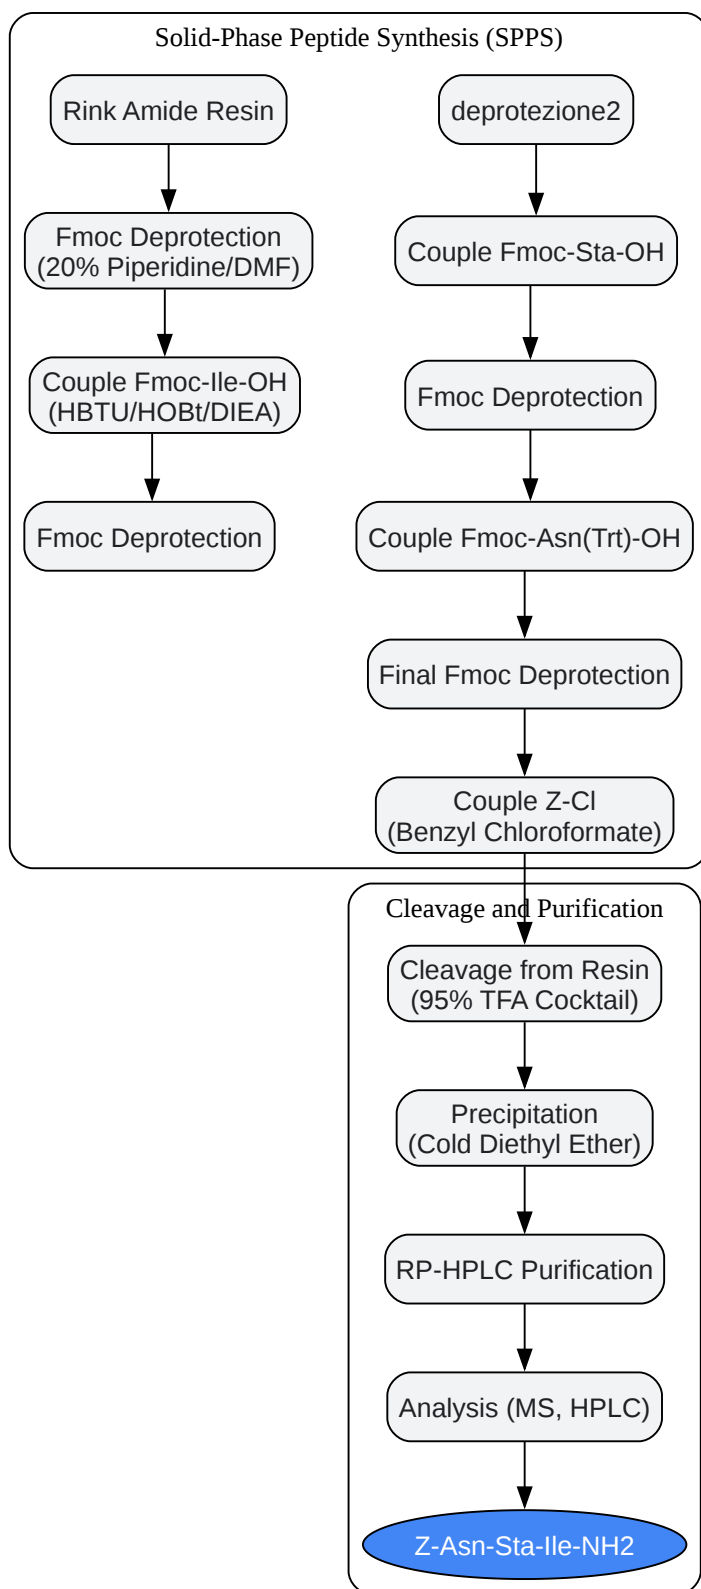 Solid-Phase Peptide Synthesis (SPPS)
Rink Amide Resin
Fmoc Deprotection
(20% Piperidine/DMF)
Couple Fmoc-Ile-OH
(HBTU/HOBt/DIEA)
Fmoc Deprotection
deprotezione2
Couple Fmoc-Sta-OH
Fmoc Deprotection
Couple Fmoc-Asn(Trt)-OH
Final Fmoc Deprotection
Couple Z-Cl
(Benzyl Chloroformate)
Cleavage and Purification
Cleavage from Resin
(95% TFA Cocktail)
Precipitation
(Cold Diethyl Ether)
RP-HPLC Purification
Analysis (MS, HPLC)
Z-Asn-Sta-Ile-NH2